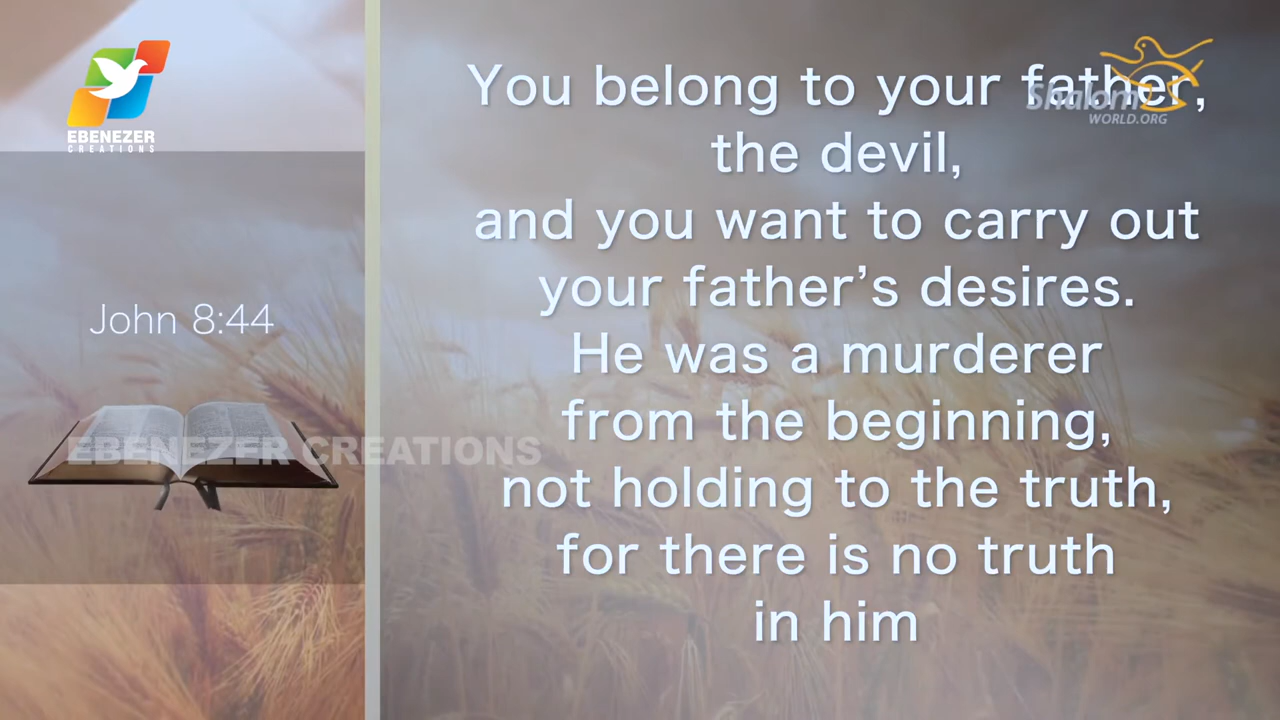 EBENEZER
CREATIONS
John 8:44
EBENEZER CREATIONS
Shalom
WORLD.ORG
You belong to your father,
the devil,
and you want to carry out
your father’s desires.
He was a murderer
from the beginning,
not holding to the truth,
for there is no truth
in him